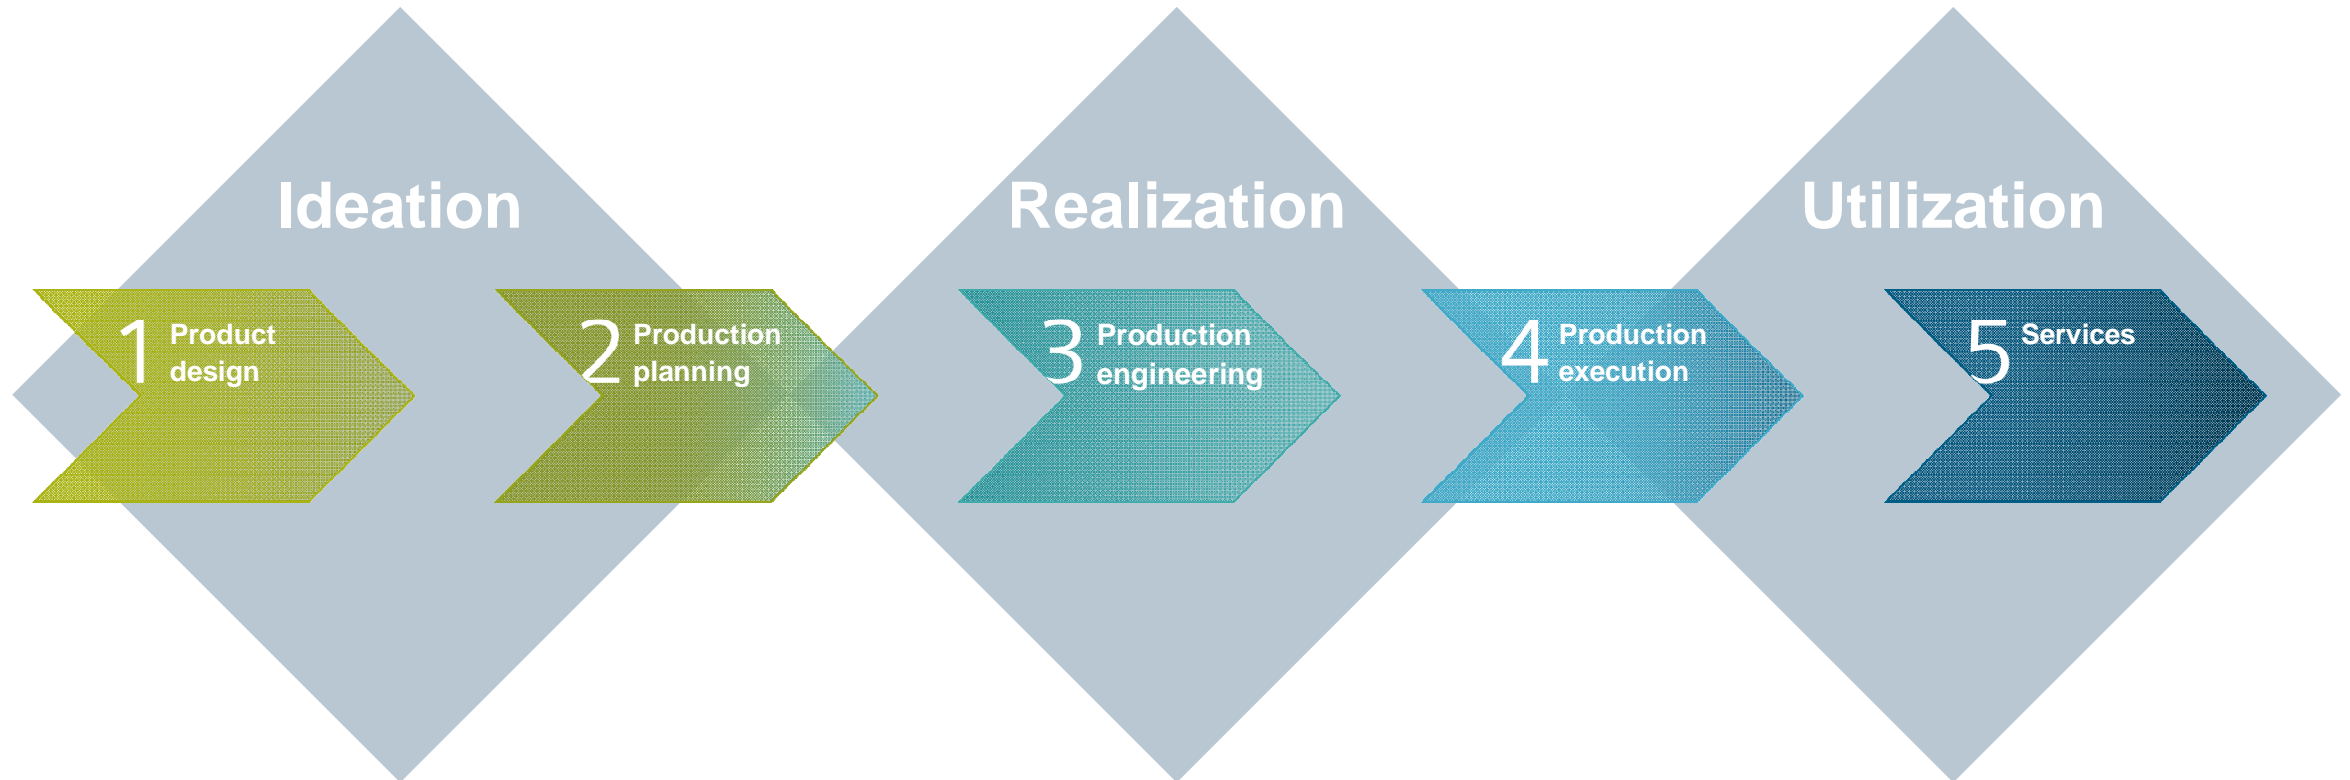 Ideation
Realization
Utilization
1 Product
design
2 Production
planning
3 Production
engineering
4 Production
execution
5 Services